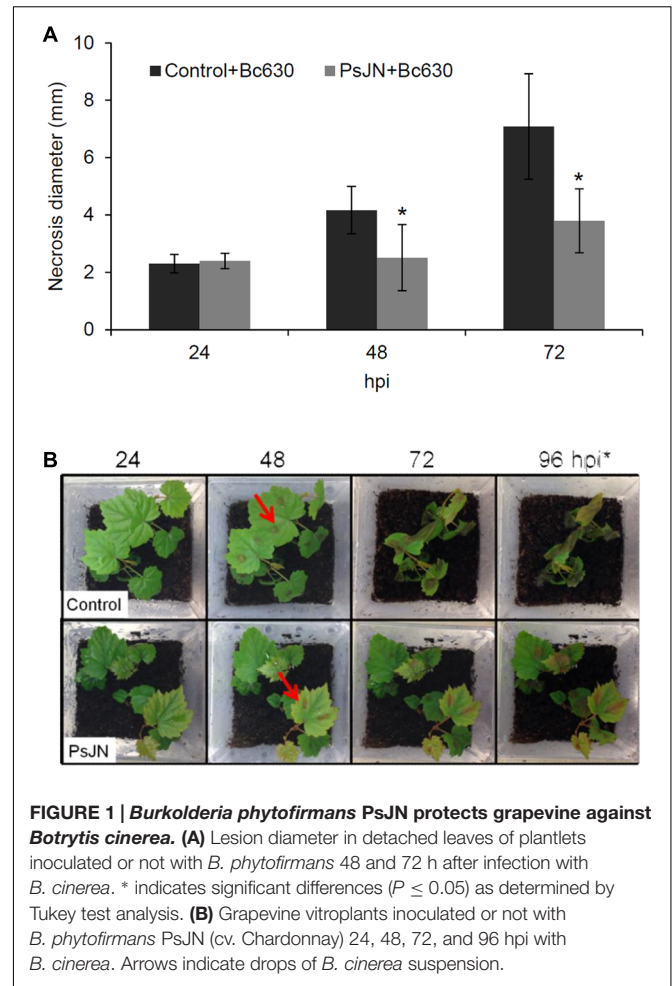 A
10
8
6
4
2
0
Necrosis diameter (mm)
Control+Bc630 PsJN+Bc630
*
*
24 48 72
hpi
B
24 48 72 96 hpi*
Control
PsJN
FIGURE 1 | Burkolderia phytofirmans PsJN protects grapevine against
Botrytis cinerea. (A) Lesion diameter in detached leaves of plantlets
inoculated or not with B. phytofirmans 48 and 72 h after infection with
B. cinerea. * indicates significant differences (P ≤ 0.05) as determined by
Tukey test analysis. (B) Grapevine vitroplants inoculated or not with
B. phytofirmans PsJN (cv. Chardonnay) 24, 48, 72, and 96 hpi with
B. cinerea. Arrows indicate drops of B. cinerea suspension.